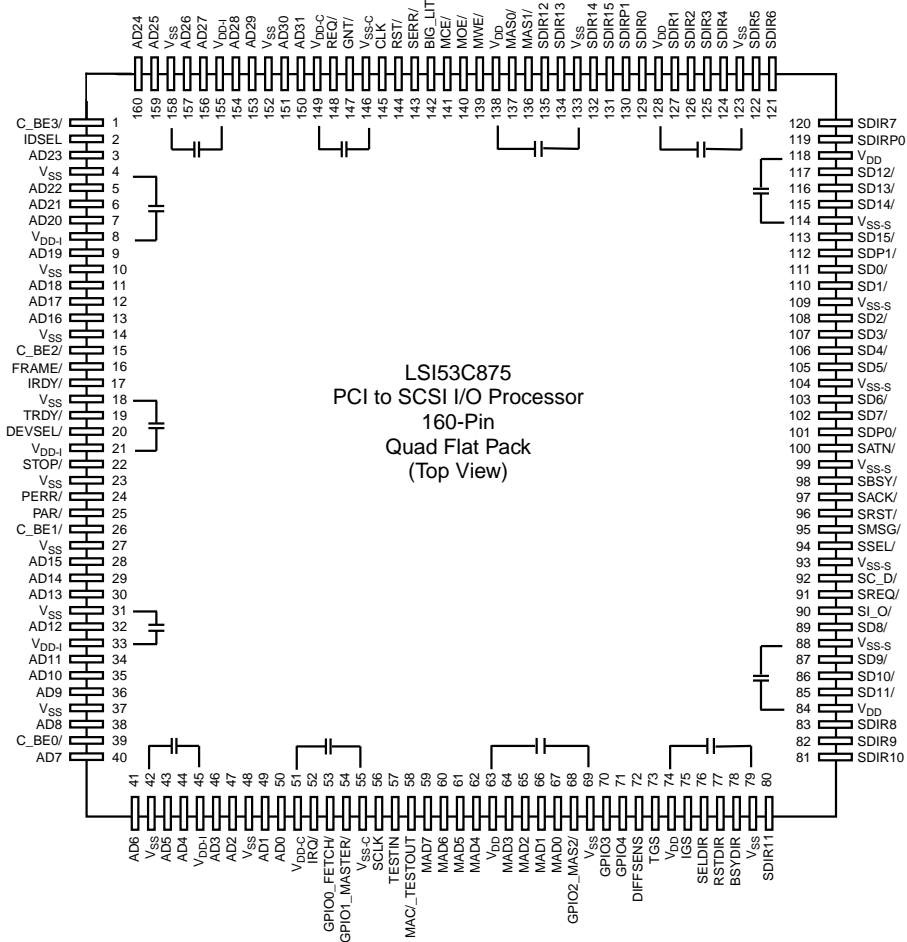 AD24 160
AD25 159
VSS 158
AD26 157
AD27 156
VDD-I 155
AD28 154
AD29 153
VSS 152
AD30 151
AD31 150
VDD-C 149
REQ/ 148
GNT/ 147
VSS-C 146
CLK 145
RST/ 144
SERR/ 143
BIG_LIT 142
MCE/ 141
MOE/ 140
MWE/ 139
VDD 138
MAS0/ 137
MAS1/ 136
SDIR12 135
SDIR13 134
VSS 133
SDIR14 132
SDIR15 131
SDIRP1 130
SDIR0 129
VDD 128
SDIR1 127
SDIR2 126
SDIR3 125
SDIR4 124
VSS 123
SDIR5 122
SDIR6 121
C_BE3/ 1
IDSEL 2
AD23 3
VSS 4
AD22 5
AD21 6
AD20 7
VDD-I 8
AD19 9
VSS 10
AD18 11
AD17 12
AD16 13
VSS 14
C_BE2/ 15
FRAME/ 16
IRDY/ 17
VSS 18
TRDY/ 19
DEVSEL/ 20
VDD-I 21
STOP/ 22
VSS 23
PERR/ 24
PAR/ 25
C_BE1/ 26
VSS 27
AD15 28
AD14 29
AD13 30
VSS 31
AD12 32
VDD-I 33
AD11 34
AD10 35
AD9 36
VSS 37
AD8 38
C_BE0/ 39
AD7 40
LSI53C875
PCI to SCSI I/O Processor
160-Pin
Quad Flat Pack
(Top View)
120 SDIR7
119 SDIRP0
118 VDD
117 SD12/
116 SD13/
115 SD14/
114 VSS-S
113 SD15/
112 SDP1/
111 SD0/
110 SD1/
109 VSS-S
108 SD2/
107 SD3/
106 SD4/
105 SD5/
104 VSS-S
103 SD6/
102 SD7/
101 SDP0/
100 SATN/
99 VSS-S
98 SBSY/
97 SACK/
96 SRST/
95 SMSG/
94 SSEL/
93 VSS-S
92 SC_D/
91 SREQ/
90 SI_O/
89 SD8/
88 VSS-S
87 SD9/
86 SD10/
85 SD11/
84 VDD
83 SDIR8
82 SDIR9
81 SDIR10
41 AD6
42 VSS
43 AD5
44 AD4
45 VDD-I
46 AD3
47 AD2
48 VSS
49 AD1
50 AD0
51 VDD-C
52 IRQ/
53 GPIO0_FETCH/
54 GPIO1_MASTER/
55 VSS-C
56 SCLK
57 TESTIN
58 MAC/_TESTOUT
59 MAD7
60 MAD6
61 MAD5
62 MAD4
63 VDD
64 MAD3
65 MAD2
66 MAD1
67 MAD0
68 GPIO2_MAS2/
69 VSS
70 GPIO3
71 GPIO4
72 DIFFSENS
73 TGS
74 VDD
75 IGS
76 SELDIR
77 RSTDIR
78 BSYDIR
79 VSS
80 SDIR11